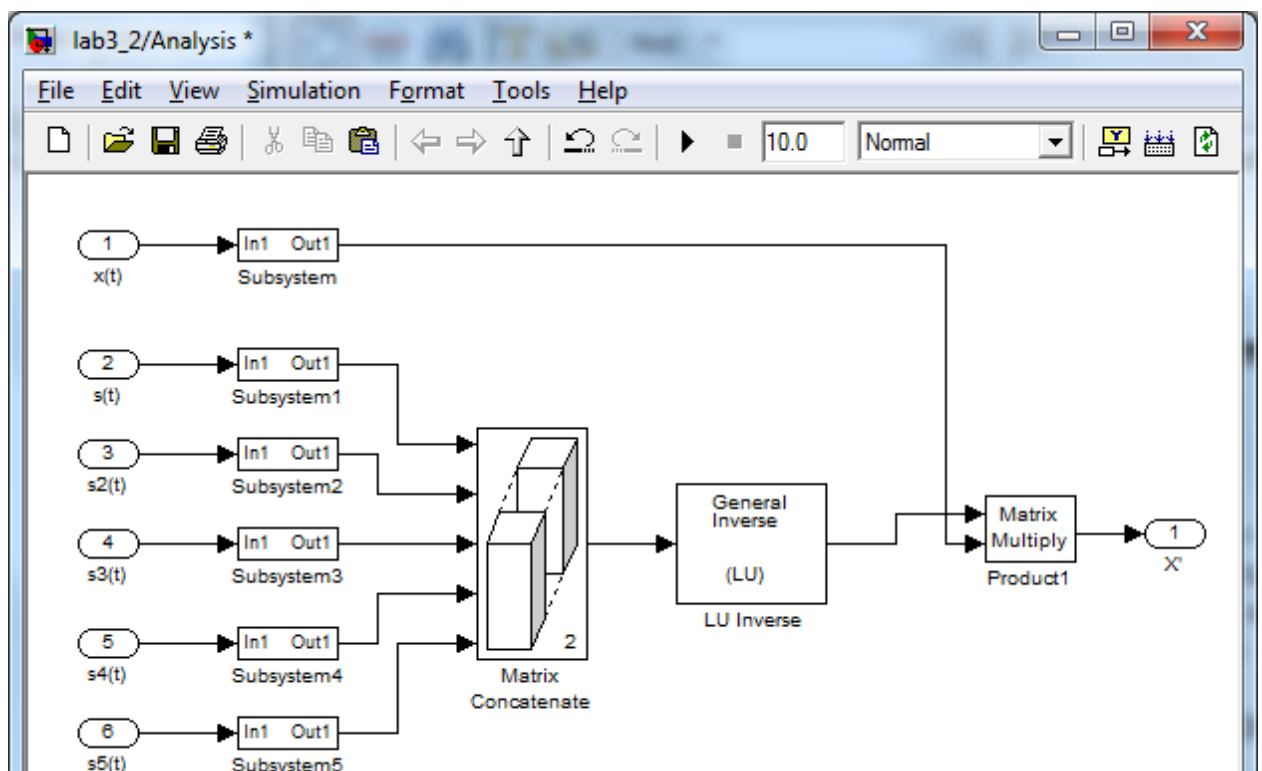 lab3_2/Analysis *
File Edit View Simulation Format Tools Help
10.0 Normal
1 In1 Out1
x(t) Subsystem
2 In1 Out1
s(t) Subsystem1
3 In1 Out1
s2(t) Subsystem2
General
Inverse
(LU)
LU Inverse
Matrix
Multiply
Product1
1
X'
4 In1 Out1
s3(t) Subsystem3
5 In1 Out1
s4(t) Subsystem4
2
Matrix
Concatenate
6 In1 Out1
s5(t) Subsystem5